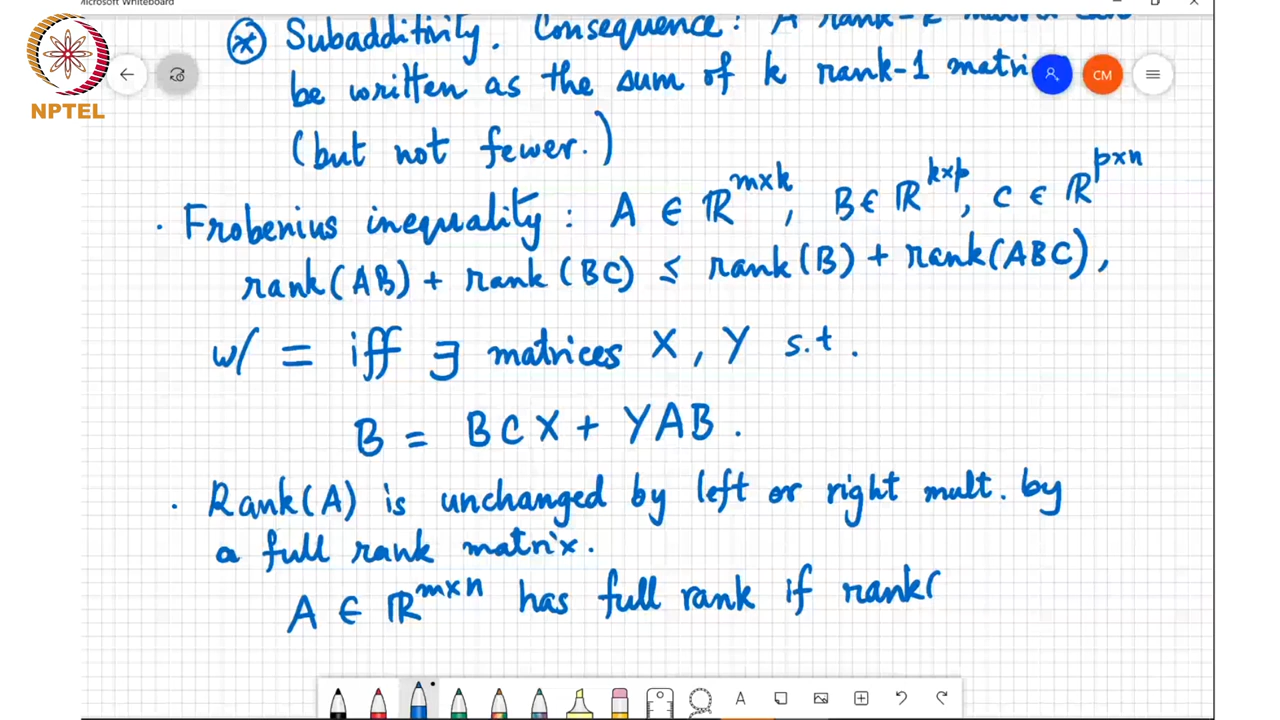 Microsoft Whiteboard
Subadditivity. Consequence: A rank-k
be written as the sum of k rank-1 matri
(but not fewer.)
· Frobenius inequality : A ∈ ℝ^{m×k}, B ∈ ℝ^{k×p}, C ∈ ℝ^{p×n}
rank(AB) + rank(BC) ≤ rank(B) + rank(ABC),
w/ = iff ∃ matrices X, Y s.t.
B = BCX + YAB.
· Rank(A) is unchanged by left or right mult. by
a full rank matrix.
A ∈ ℝ^{m×n} has full rank if rank(
NPTEL
CM
A